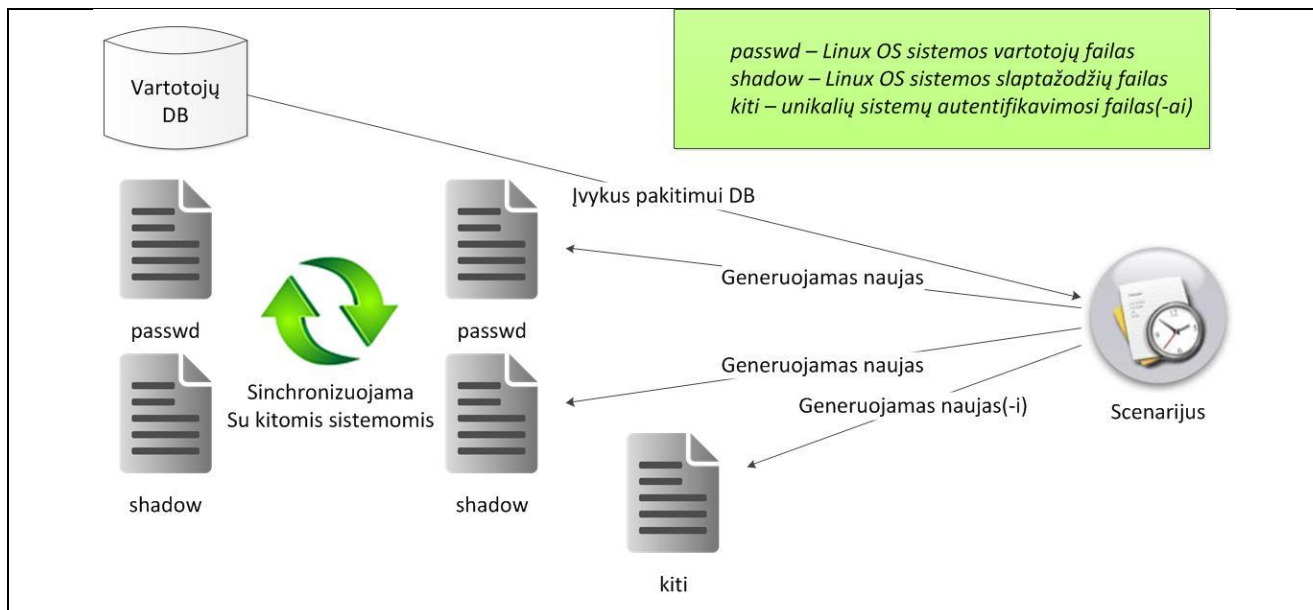 Vartotojų
DB
passwd – Linux OS sistemos vartotojų failas
shadow – Linux OS sistemos slaptažodžių failas
kiti – unikalių sistemų autentifikavimosi failas(-ai)
Įvykus pakitimui DB
Generuojamas naujas
passwd
passwd
Generuojamas naujas
Sinchronizuojama
Su kitomis sistemomis
Generuojamas naujas(-i)
Scenarijus
shadow
shadow
kiti